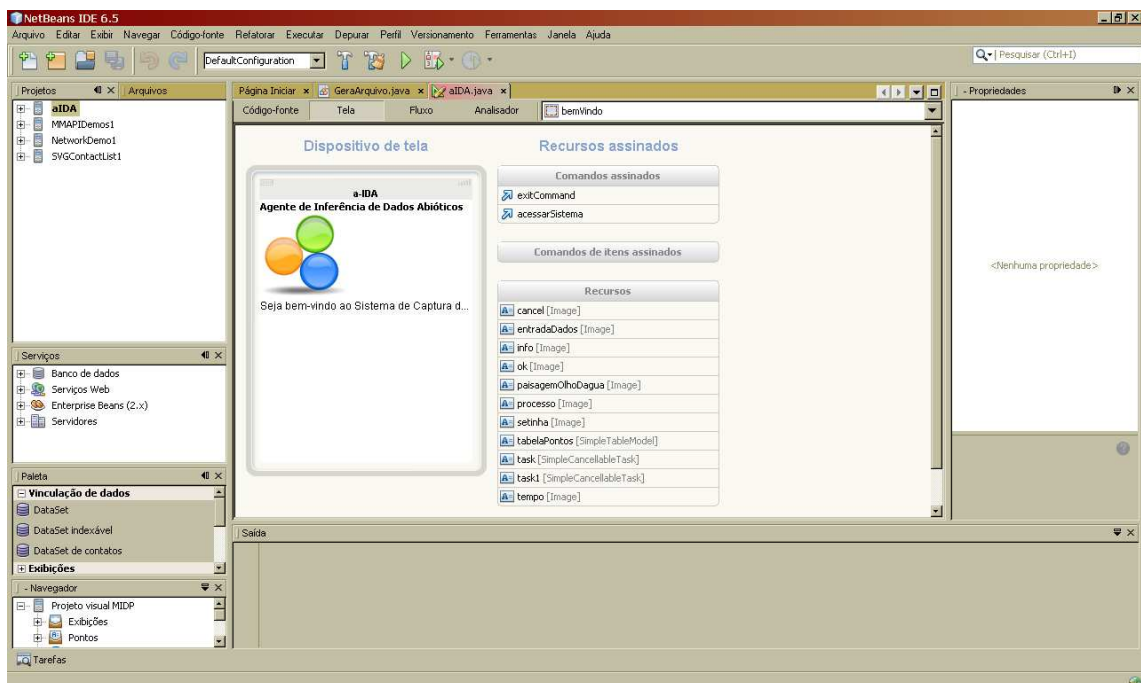 NetBeans IDE 6.5
Arquivo Editar Exibir Navegar Código-fonte Refatorar Executar Depurar Perfil Versionamento Ferramentas Janela Ajuda
DefaultConfiguration
Pesquisar (Ctrl+I)
Projetos
Arquivos
aIDA
MMAPIDemos1
NetworkDemo1
SVGContactList1
Serviços
Banco de dados
Serviços Web
Enterprise Beans (2.x)
Servidores
Paleta
Vinculação de dados
DataSet
DataSet indexável
DataSet de contatos
Exibições
- Navegador
Projeto visual MIDP
Exibições
Pontos
Página Iniciar x GeraArquivo.java x aIDA.java x
Código-fonte Tela Fluxo Analisador bemVindo
Dispositivo de tela
a-IDA
Agente de Inferência de Dados Abióticos
Seja bem-vindo ao Sistema de Captura d...
Recursos assinados
Comandos assinados
exitCommand
acessarSistema
Comandos de itens assinados
Recursos
cancel [Image]
entradaDados [Image]
info [Image]
ok [Image]
paisagemOlhoDagua [Image]
processo [Image]
setinha [Image]
tabelaPontos [SimpleTableModel]
task [SimpleCancellableTask]
task1 [SimpleCancellableTask]
tempo [Image]
- Propriedades
<Nenhuma propriedade>
Saída
Tarefas